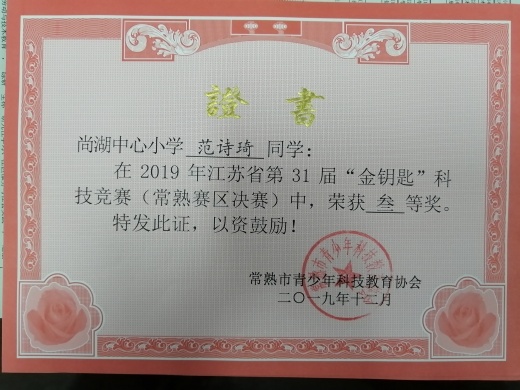 證書
尚湖中心小学 范诗琦 同学：
在 2019 年江苏省第 31 届“金钥匙”科
技竞赛（常熟赛区决赛）中，荣获 叁 等奖。
特发此证，以资鼓励！
常熟市青少年科技教育协会
二〇一九年十二月